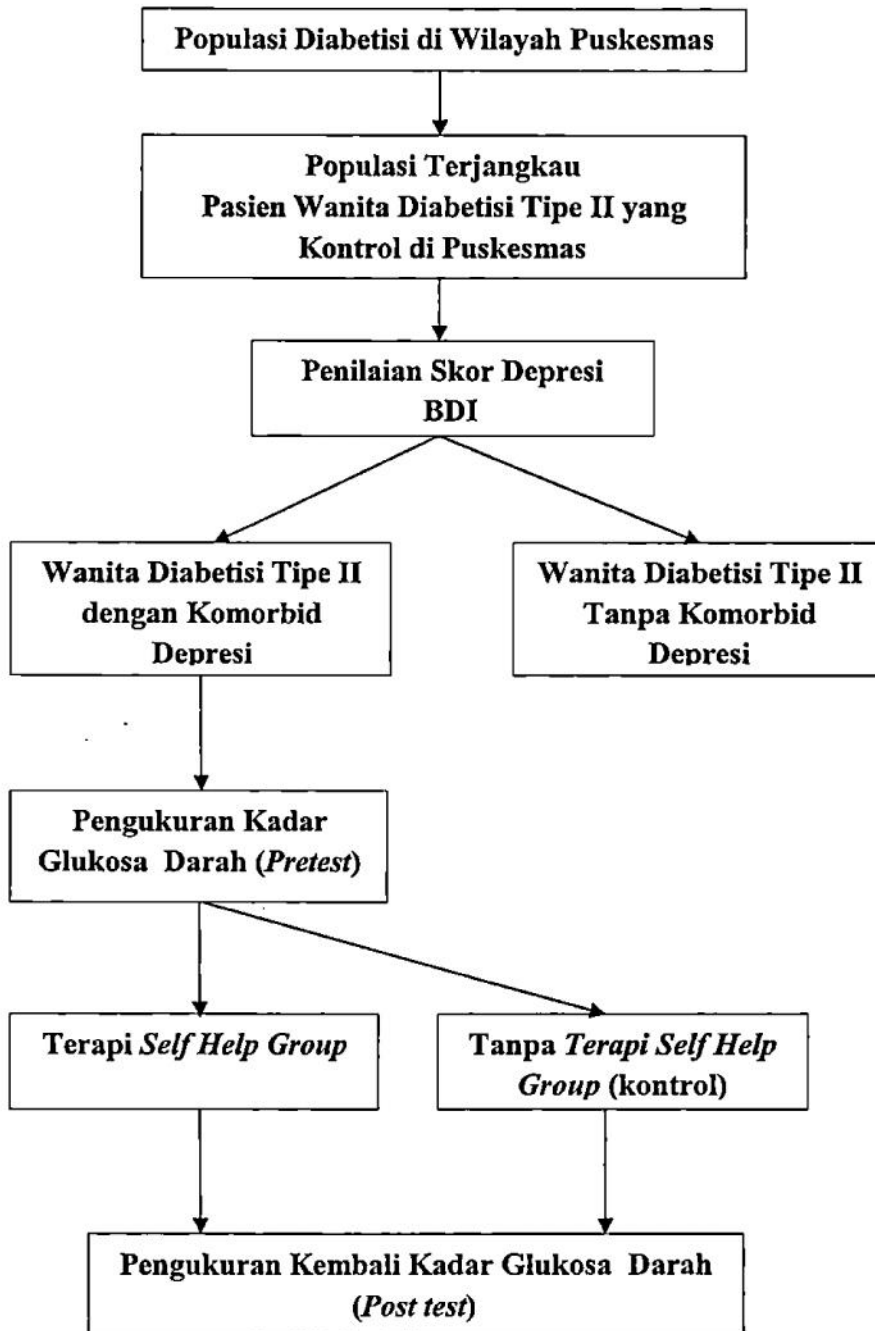 Populasi Diabetisi di Wilayah Puskesmas
Populasi Terjangkau
Pasien Wanita Diabetisi Tipe II yang
Kontrol di Puskesmas
Penilaian Skor Depresi
BDI
Wanita Diabetisi Tipe II
dengan Komorbid
Depresi
Wanita Diabetisi Tipe II
Tanpa Komorbid
Depresi
Pengukuran Kadar
Glukosa Darah (Pretest)
Terapi Self Help Group
Tanpa Terapi Self Help
Group (kontrol)
Pengukuran Kembali Kadar Glukosa Darah
(Post test)